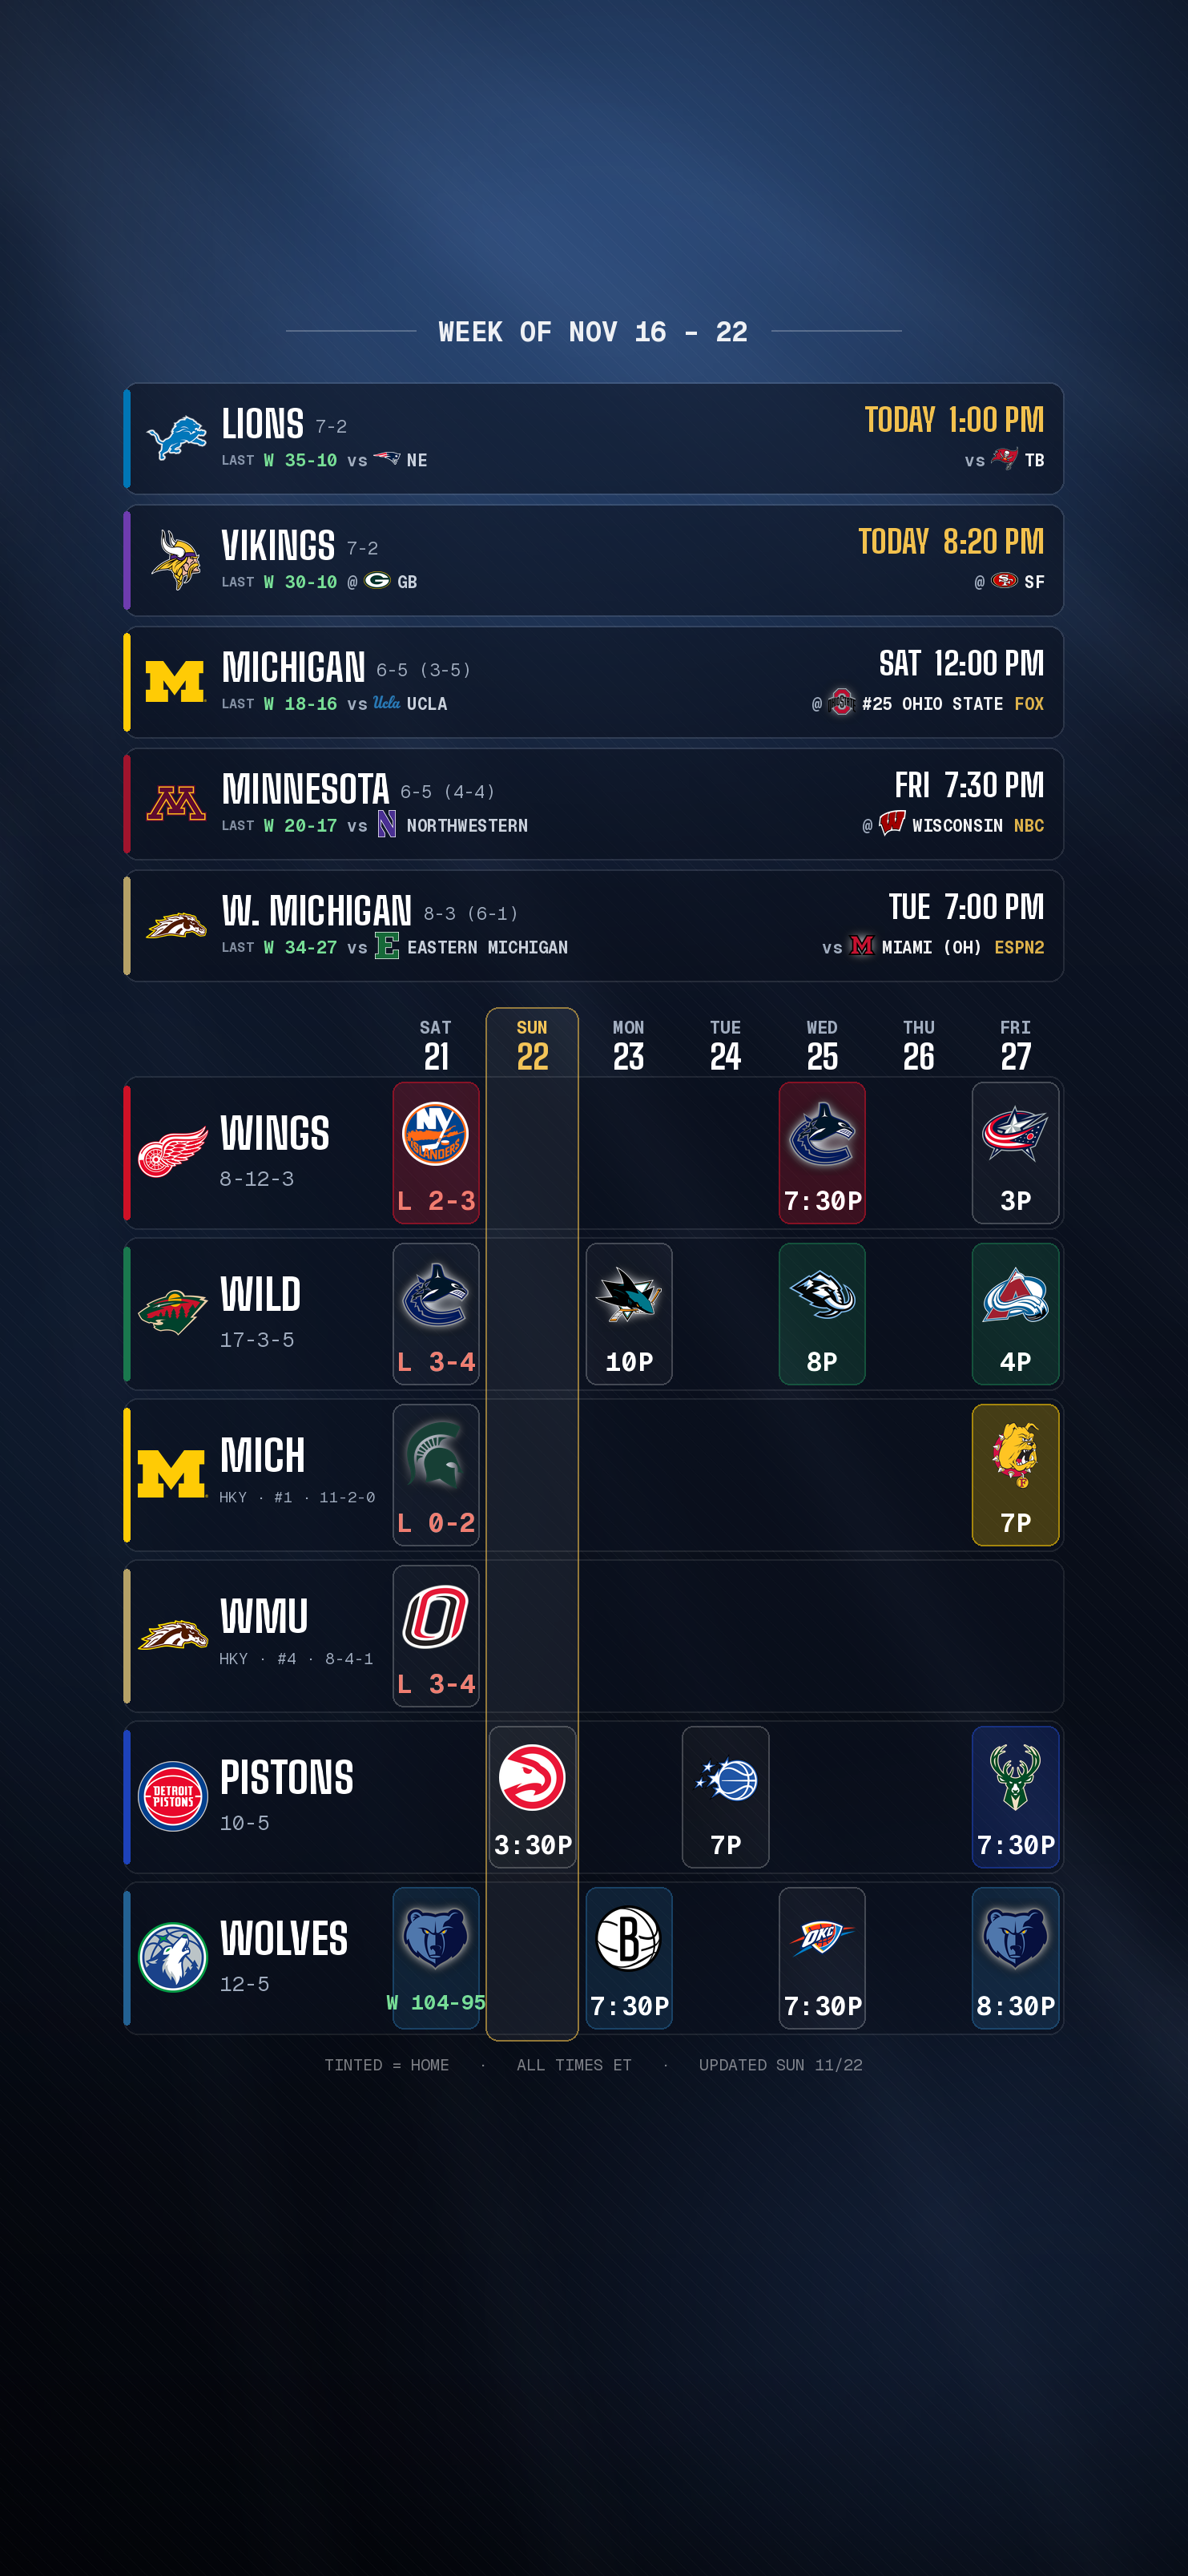 WEEK OF NOV 16 - 22
LIONS 7-2
TODAY 1:00 PM
LAST W 35-10 vs NE
vs TB
VIKINGS 7-2
TODAY 8:20 PM
LAST W 30-10 @ GB
@ SF
MICHIGAN 6-5 (3-5)
SAT 12:00 PM
LAST W 18-16 vs Ucla UCLA
@ #25 OHIO STATE FOX
MINNESOTA 6-5 (4-4)
FRI 7:30 PM
LAST W 20-17 vs NORTHWESTERN
@ WISCONSIN NBC
W. MICHIGAN 8-3 (6-1)
TUE 7:00 PM
LAST W 34-27 vs EASTERN MICHIGAN
vs MIAMI (OH) ESPN2
SAT SUN MON TUE WED THU FRI
21 22 23 24 25 26 27
WINGS
8-12-3
NY ISLANDERS
L 2-3
7:30P
3P
WILD
17-3-5
L 3-4
10P
8P
4P
MICH
HKY · #1 · 11-2-0
L 0-2
7P
WMU
HKY · #4 · 8-4-1
L 3-4
PISTONS
10-5
DETROIT
PISTONS
3:30P
7P
7:30P
WOLVES
12-5
W 104-95
B
7:30P
OKC
7:30P
8:30P
TINTED = HOME · ALL TIMES ET · UPDATED SUN 11/22